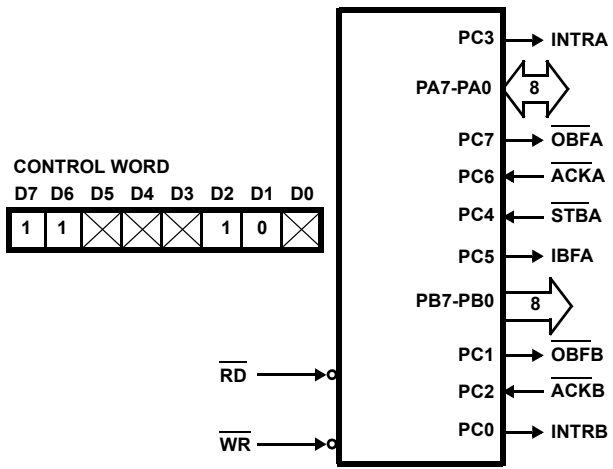 PC3 INTRA
PA7-PA0 8
PC7 OBFA
CONTROL WORD
PC6 ACKA
D7 D6 D5 D4 D3 D2 D1 D0
PC4 STBA
1 1 1 0
PC5 IBFA
PB7-PB0 8
PC1 OBFB
RD
PC2 ACKB
PC0 INTRB
WR